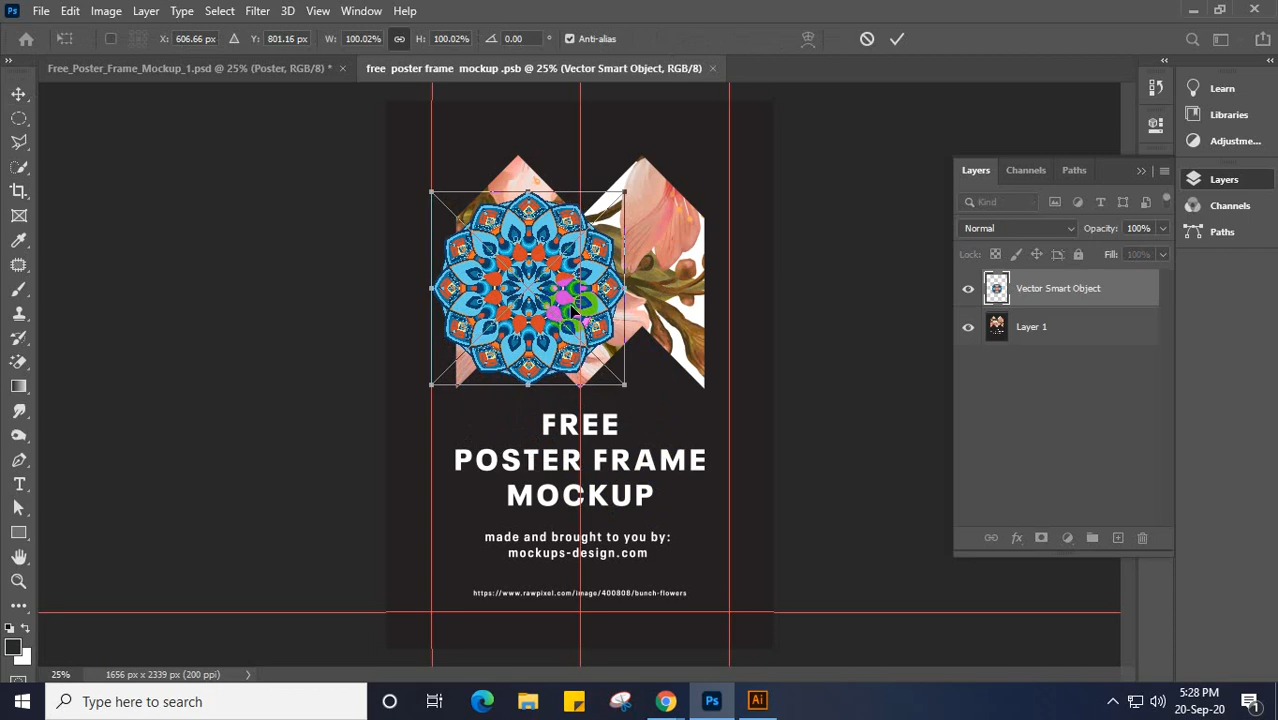 Ps File Edit Image Layer Type Select Filter 3D View Window Help
X: 606.66 px Y: 801.16 px W: 100.02% H: 100.02% 0.00 ° Anti-alias
Free_Poster_Frame_Mockup_1.psd @ 25% (Poster, RGB/8) * ×
free poster frame mockup .psb @ 25% (Vector Smart Object, RGB/8) ×
Learn
Libraries
Adjustme...
Layers
Channels
Paths
Layers Channels Paths
Kind
Normal Opacity: 100%
Lock: Fill: 100%
Vector Smart Object
Layer 1
FREE
POSTER FRAME
MOCKUP
made and brought to you by:
mockups-design.com
https://www.rawpixel.com/image/400808/bunch-flowers
25% 1656 px x 2339 px (200 ppi)
Type here to search
Ps
Ai
5:28 PM
20-Sep-20
1